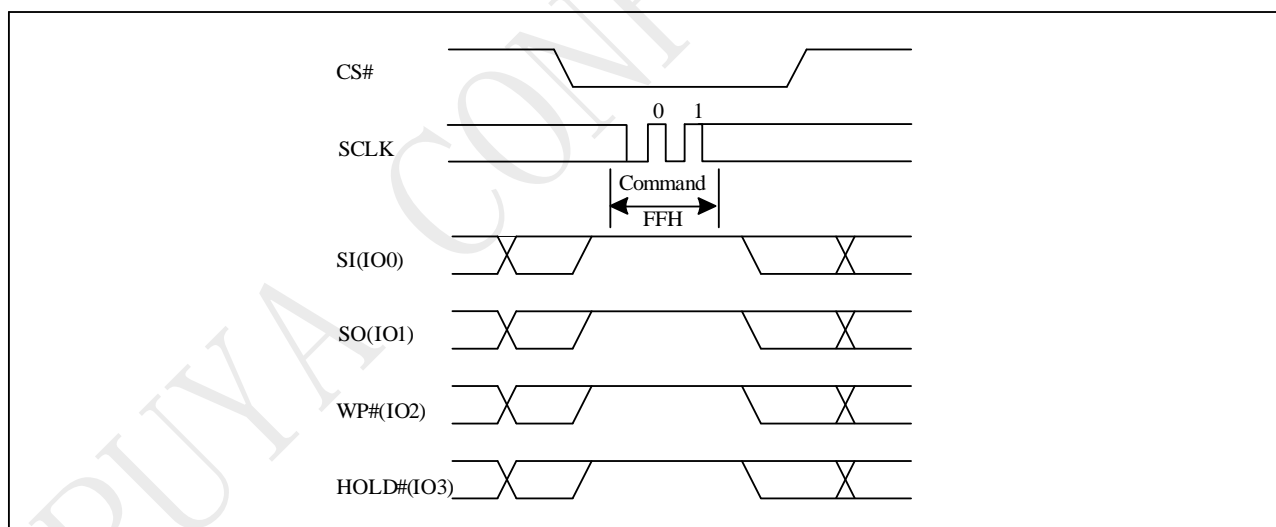 CS#
0 1
SCLK
Command
FFH
SI(IO0)
SO(IO1)
WP#(IO2)
HOLD#(IO3)
PUYA CONF